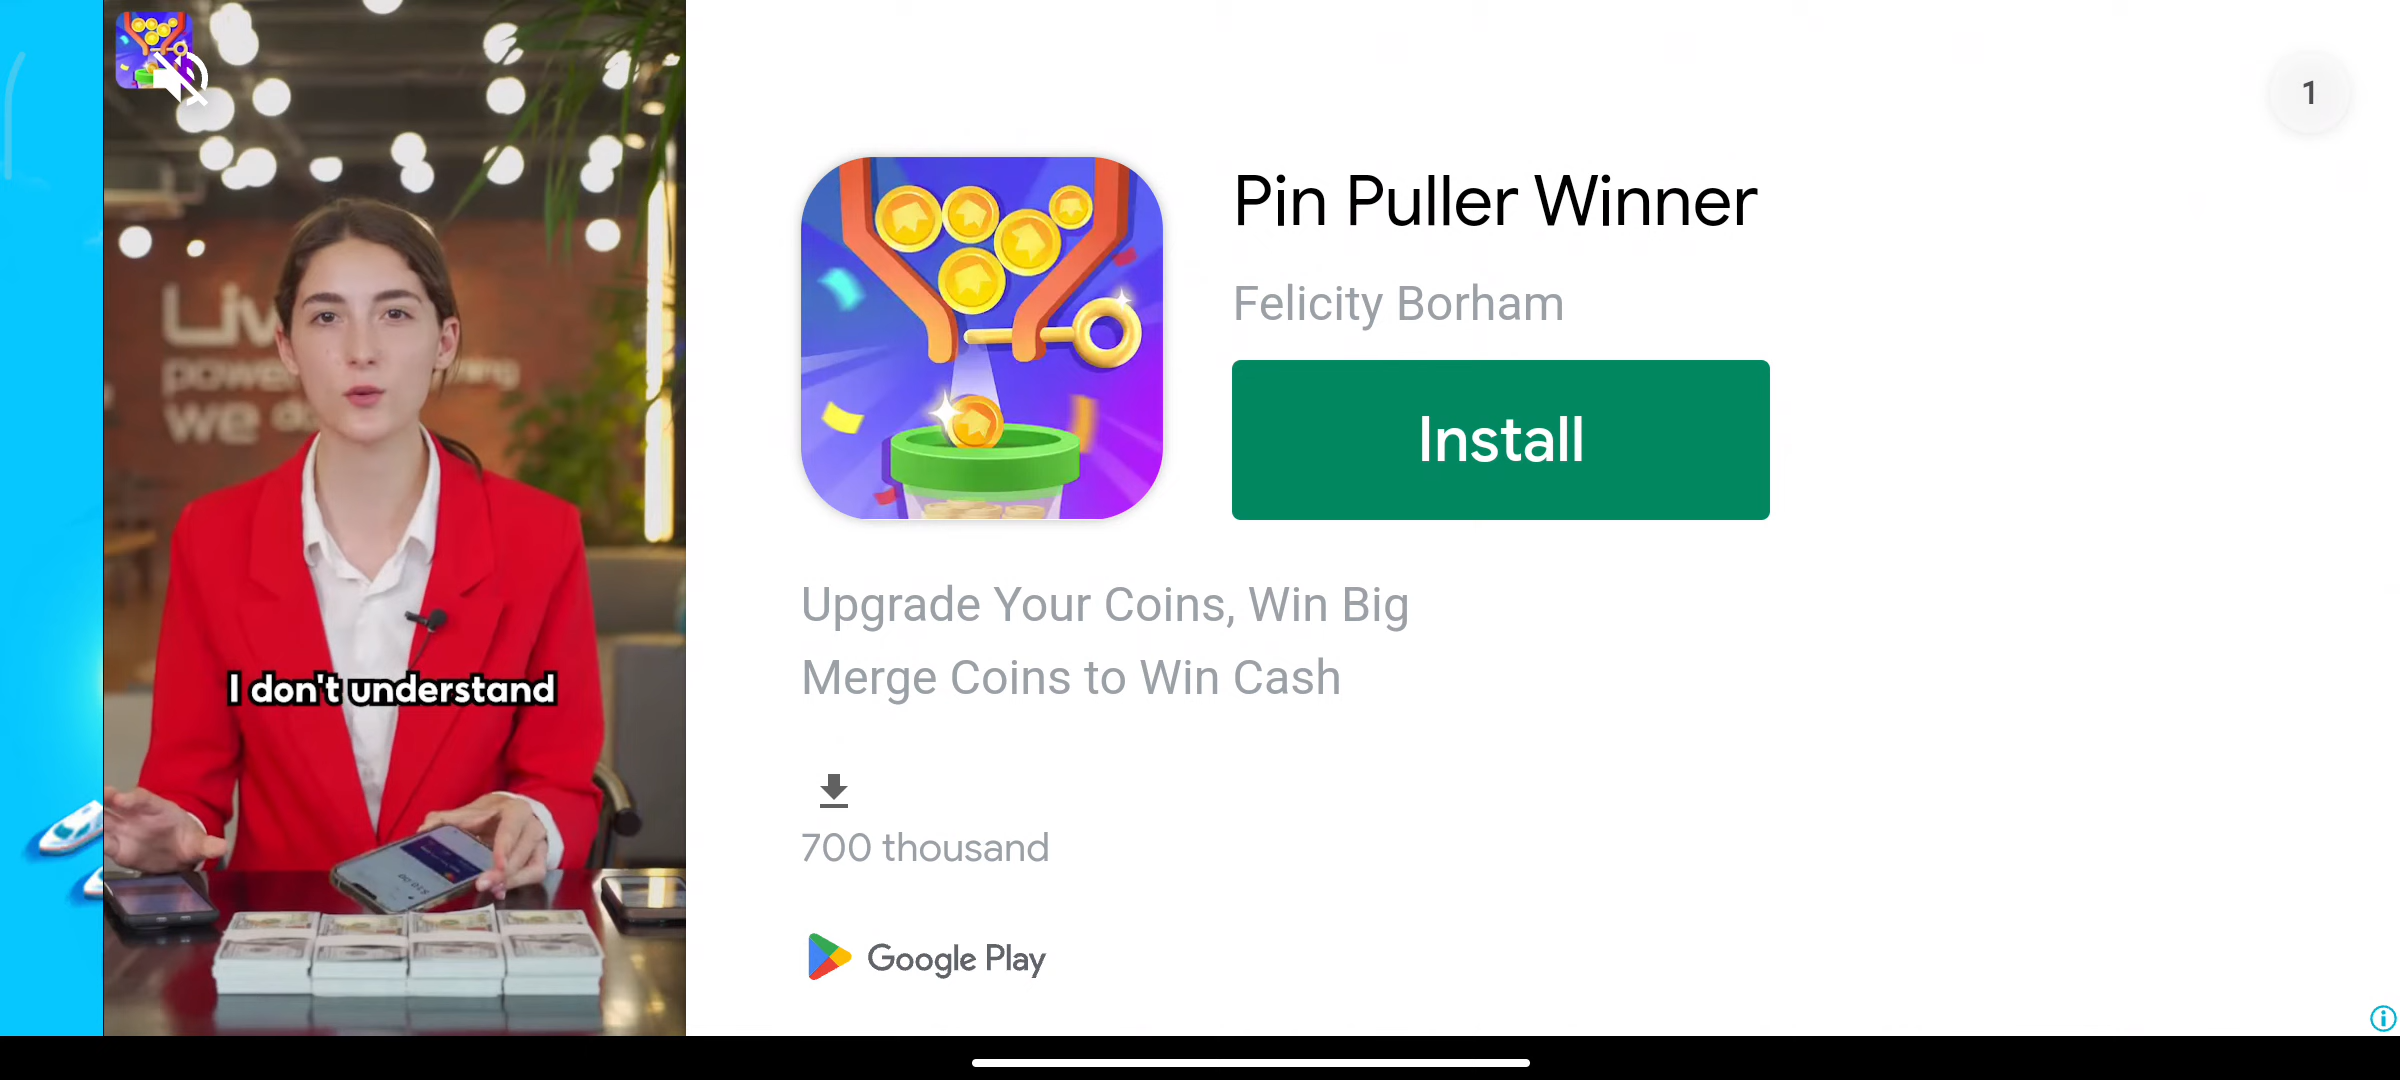 I don't understand
1
Pin Puller Winner
Felicity Borham
Install
Upgrade Your Coins, Win Big
Merge Coins to Win Cash
700 thousand
Google Play